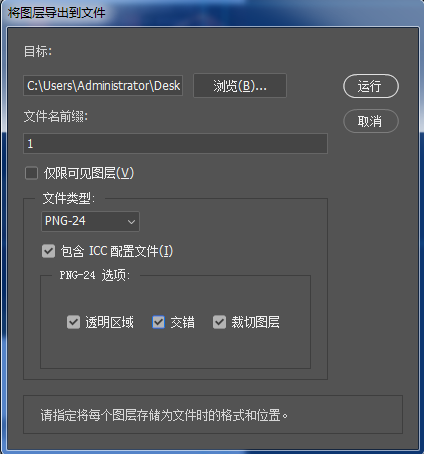 将图层导出到文件
目标:
C:\Users\Administrator\Desk
浏览(B)...
运行
文件名前缀:
取消
1
仅限可见图层(V)
文件类型:
PNG-24
包含 ICC 配置文件(I)
PNG-24 选项:
透明区域 交错 裁切图层
请指定将每个图层存储为文件时的格式和位置。